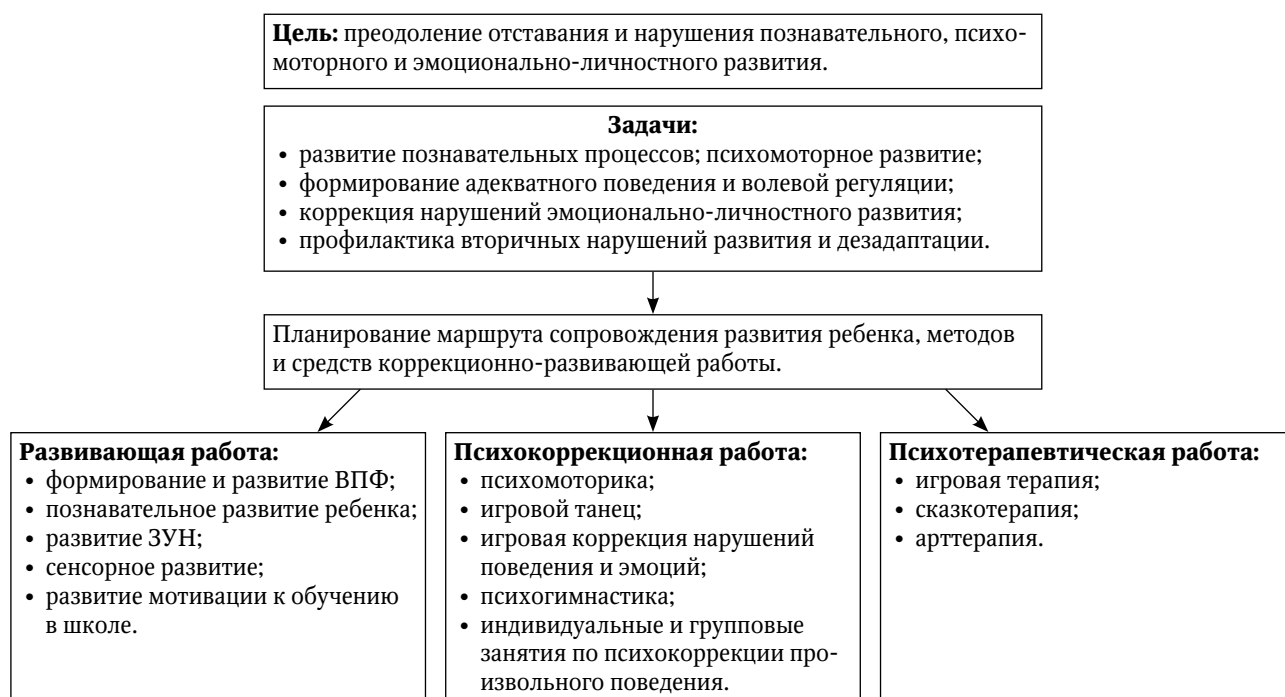 Цель: преодоление отставания и нарушения познавательного, психо-
моторного и эмоционально-личностного развития.
Задачи:
• развитие познавательных процессов; психомоторное развитие;
• формирование адекватного поведения и волевой регуляции;
• коррекция нарушений эмоционально-личностного развития;
• профилактика вторичных нарушений развития и дезадаптации.
Планирование маршрута сопровождения развития ребенка, методов
и средств коррекционно-развивающей работы.
Развивающая работа:
• формирование и развитие ВПФ;
• познавательное развитие ребенка;
• развитие ЗУН;
• сенсорное развитие;
• развитие мотивации к обучению
в школе.
Психокоррекционная работа:
• психомоторика;
• игровой танец;
• игровая коррекция нарушений
поведения и эмоций;
• психогимнастика;
• индивидуальные и групповые
занятия по психокоррекции про-
извольного поведения.
Психотерапевтическая работа:
• игровая терапия;
• сказкотерапия;
• арттерапия.